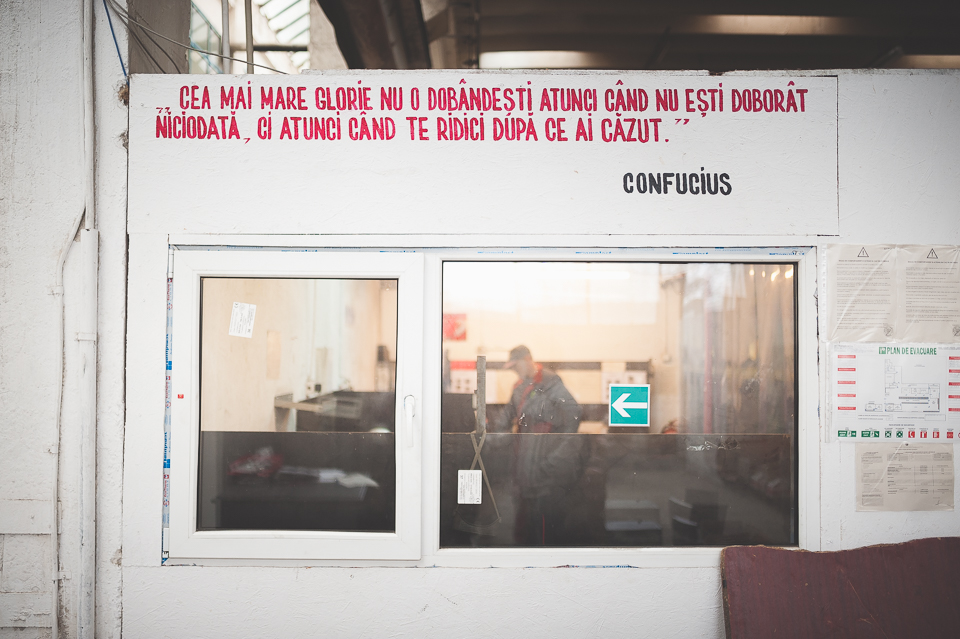 ,, CEA MAI MARE GLORIE NU O DOBÂNDEȘTI ATUNCI CÂND NU EȘTI DOBORÂT
NICIODATĂ, CI ATUNCI CÂND TE RIDICI DUPĂ CE AI CĂZUT. ”
CONFUCIUS
PLAN DE EVACUARE